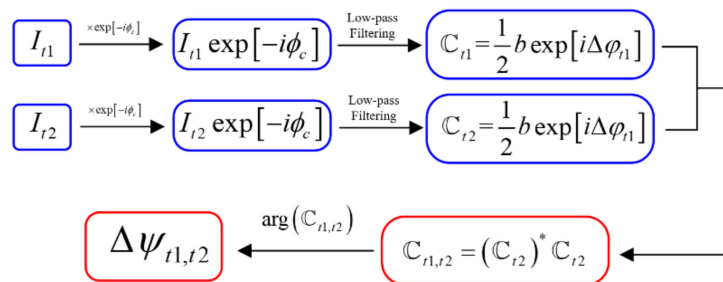 I_{t1}
×exp[-iϕ_c]
I_{t1} exp[-iϕ_c]
Low-pass
Filtering
ℂ_{t1} = \frac{1}{2} b exp[iΔφ_{t1}]
I_{t2}
×exp[-iϕ_c]
I_{t2} exp[-iϕ_c]
Low-pass
Filtering
ℂ_{t2} = \frac{1}{2} b exp[iΔφ_{t1}]
Δψ_{t1,t2}
arg(ℂ_{t1,t2})
ℂ_{t1,t2} = (ℂ_{t2})^* ℂ_{t2}